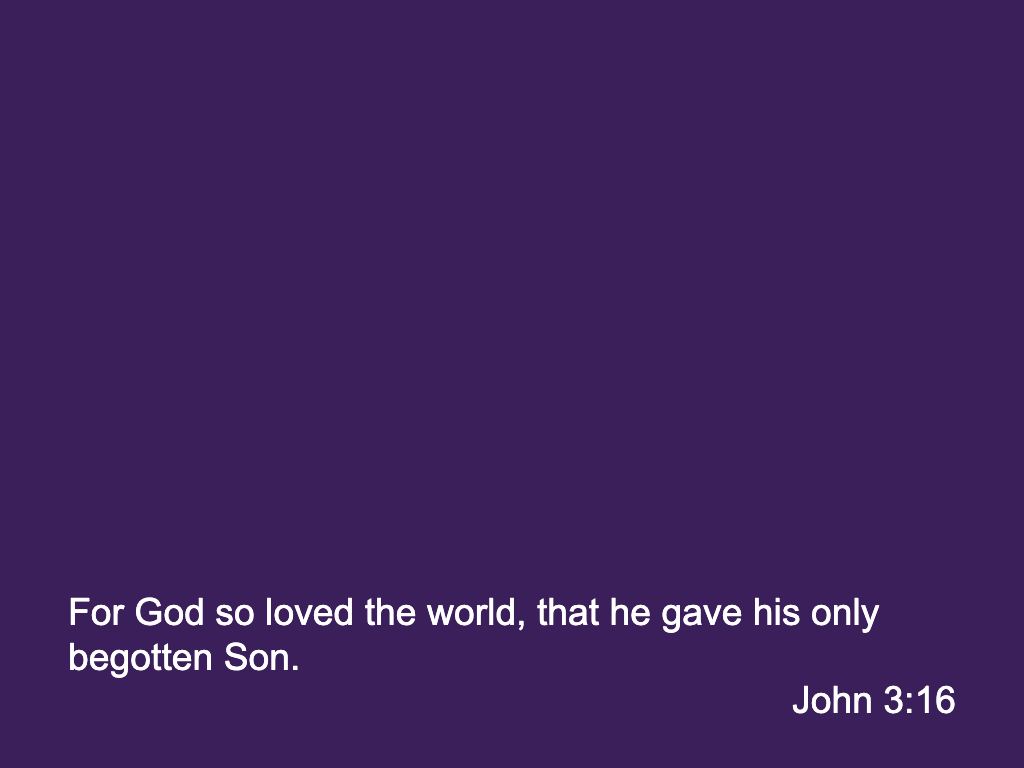 For God so loved the world, that he gave his only
begotten Son.
John 3:16